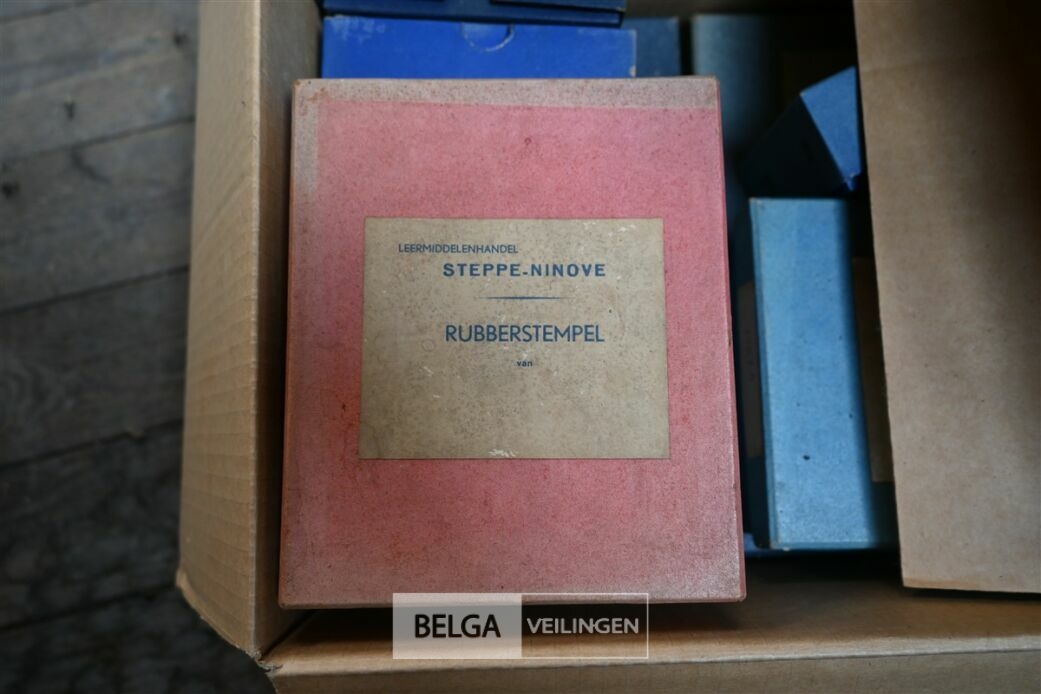 LEERMIDDELENHANDEL
STEPPE-NINOVE
RUBBERSTEMPEL
van
BELGA VEILINGEN